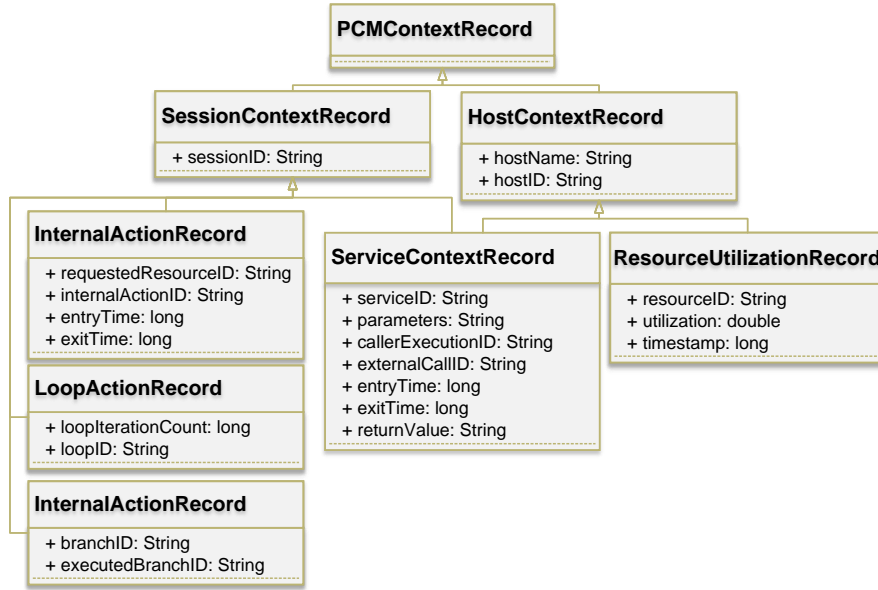 PCMContextRecord
SessionContextRecord
+ sessionID: String
HostContextRecord
+ hostName: String
+ hostID: String
InternalActionRecord
+ requestedResourceID: String
+ internalActionID: String
+ entryTime: long
+ exitTime: long
ServiceContextRecord
+ serviceID: String
+ parameters: String
+ callerExecutionID: String
+ externalCallID: String
+ entryTime: long
+ exitTime: long
+ returnValue: String
ResourceUtilizationRecord
+ resourceID: String
+ utilization: double
+ timestamp: long
LoopActionRecord
+ loopIterationCount: long
+ loopID: String
InternalActionRecord
+ branchID: String
+ executedBranchID: String